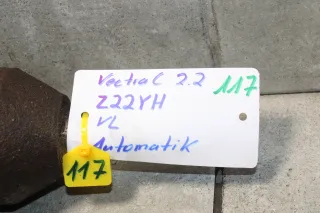 Vectra C 2.2
117
Z22YH
VL
Automatik
117